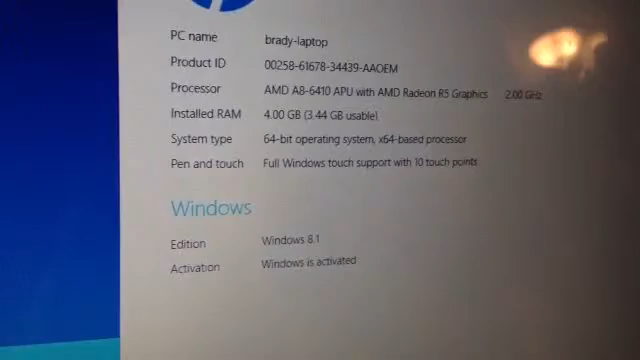 PC name brady-laptop
Product ID 00258-61678-34439-AAOEM
Processor AMD A8-6410 APU with AMD Radeon R5 Graphics 2.00 GHz
Installed RAM 4.00 GB (3.44 GB usable)
System type 64-bit operating system, x64-based processor
Pen and touch Full Windows touch support with 10 touch points
Windows
Edition Windows 8.1
Activation Windows is activated